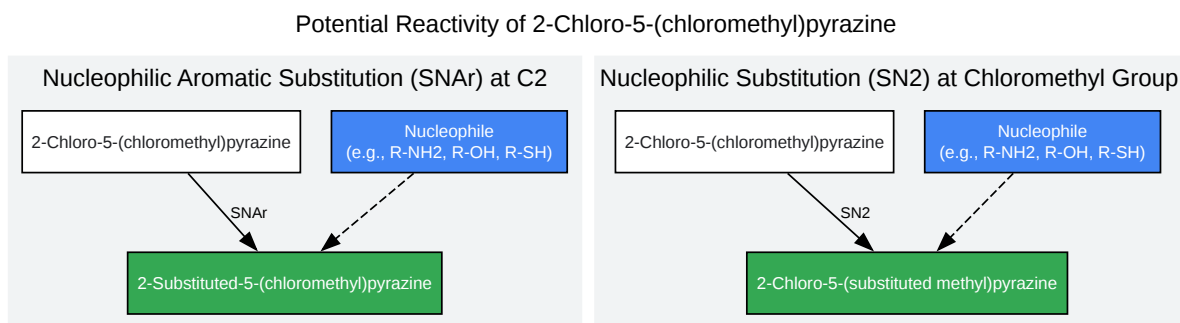 Potential Reactivity of 2-Chloro-5-(chloromethyl)pyrazine
Nucleophilic Aromatic Substitution (SNAr) at C2
2-Chloro-5-(chloromethyl)pyrazine
Nucleophile
(e.g., R-NH2, R-OH, R-SH)
SNAr
2-Substituted-5-(chloromethyl)pyrazine
Nucleophilic Substitution (SN2) at Chloromethyl Group
2-Chloro-5-(chloromethyl)pyrazine
Nucleophile
(e.g., R-NH2, R-OH, R-SH)
SN2
2-Chloro-5-(substituted methyl)pyrazine